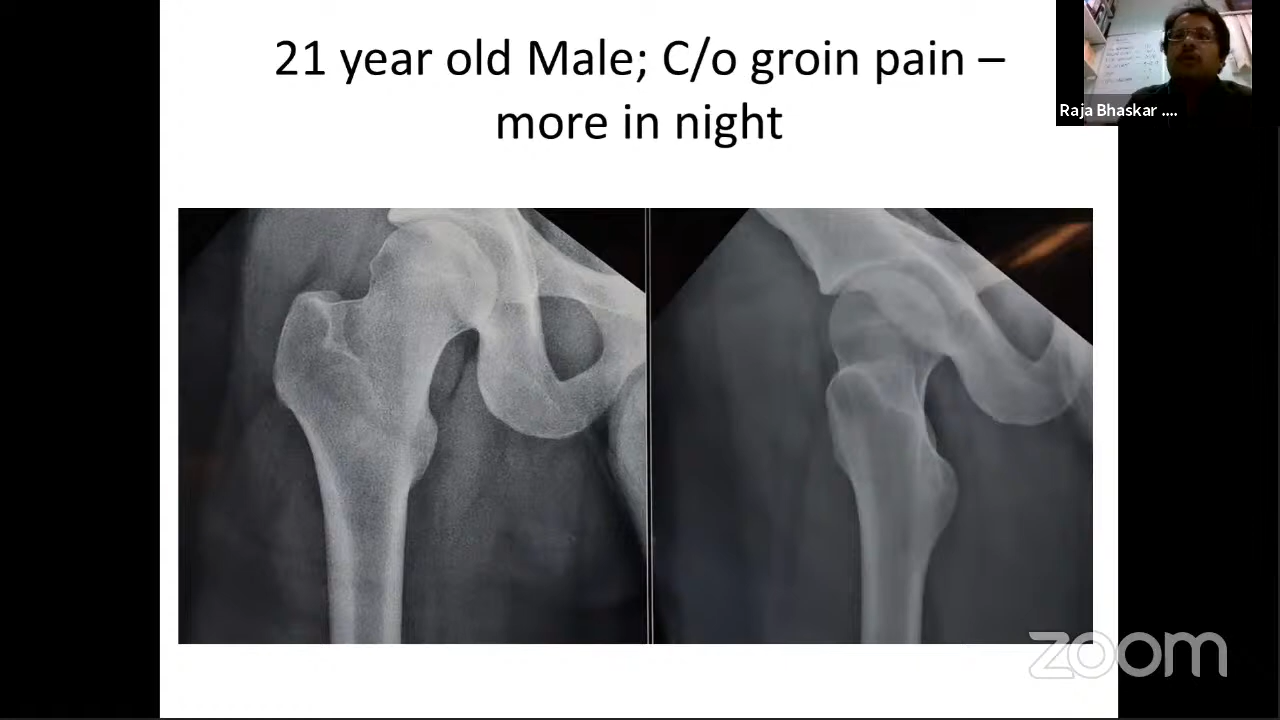 21 year old Male; C/o groin pain –
more in night
Raja Bhaskar ....
zoom